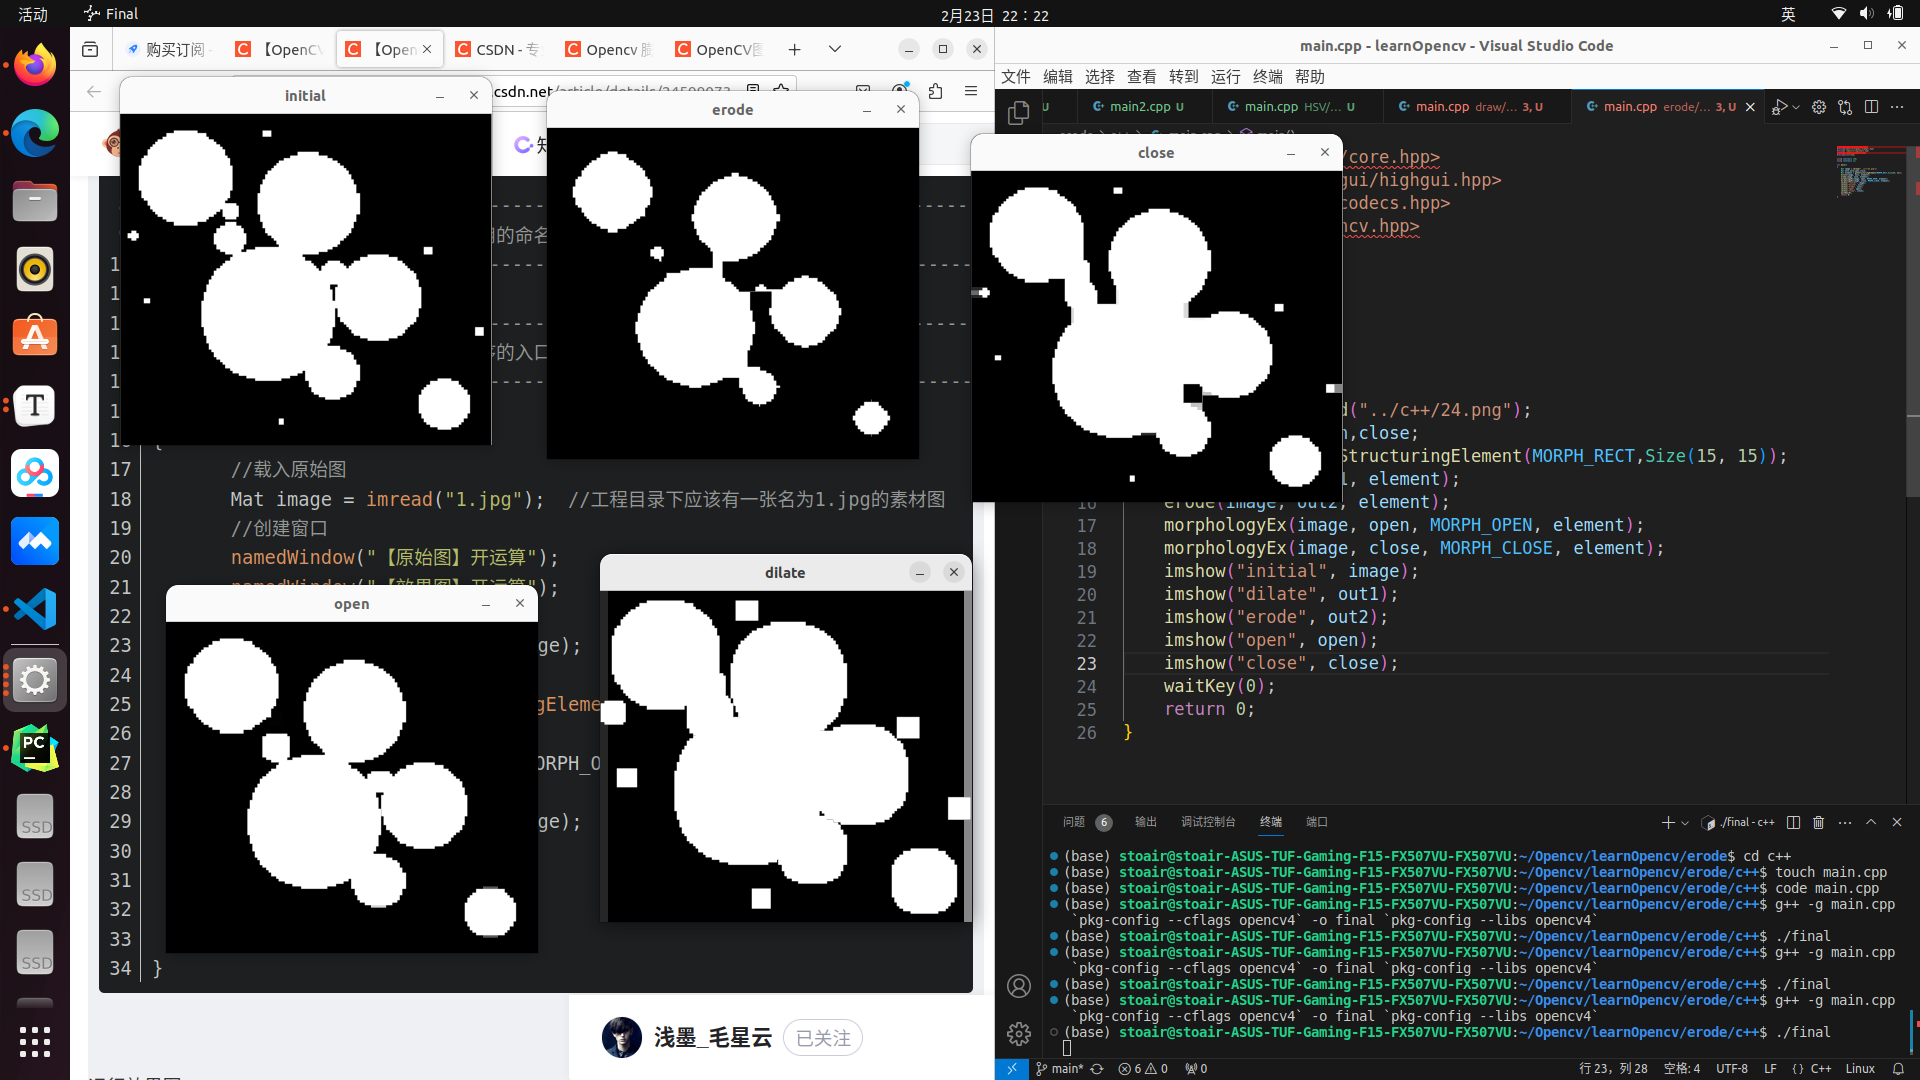 活动
Final
2月23日 22：22
英
购买订阅
【OpenCV
【Open
CSDN - 专
Opencv
OpenCV
csdn.net/article/details/
initial
erode
close
open
dilate
的入口
17 //载入原始图
18 Mat image = imread("1.jpg"); //工程目录下应该有一张名为1.jpg的素材图
19 //创建窗口
20 namedWindow("【原始图】开运算");
21 namedWindow("【效果图】开运算");
22
23 ge);
24
25 gEleme
26
27 ORPH_O
28
29 ge);
30
31
32
33
34 }
浅墨_毛星云 已关注
T
PC
SSD
SSD
SSD
main.cpp - learnOpencv - Visual Studio Code
文件 编辑 选择 查看 转到 运行 终端 帮助
U
main2.cpp U
main.cpp HSV/... U
main.cpp draw/... 3, U
main.cpp erode/... 3, U
/core.hpp>
gui/highgui.hpp>
codecs.hpp>
ncv.hpp>
d("../c++/24.png");
n,close;
StructuringElement(MORPH_RECT,Size(15, 15));
1, element);
16 erode(image, out2, element);
17 morphologyEx(image, open, MORPH_OPEN, element);
18 morphologyEx(image, close, MORPH_CLOSE, element);
19 imshow("initial", image);
20 imshow("dilate", out1);
21 imshow("erode", out2);
22 imshow("open", open);
23 imshow("close", close);
24 waitKey(0);
25 return 0;
26 }
问题 6 输出 调试控制台 终端 端口
./final - c++
(base) stoair@stoair-ASUS-TUF-Gaming-F15-FX507VU-FX507VU:~/Opencv/learnOpencv/erode$ cd c++
(base) stoair@stoair-ASUS-TUF-Gaming-F15-FX507VU-FX507VU:~/Opencv/learnOpencv/erode/c++$ touch main.cpp
(base) stoair@stoair-ASUS-TUF-Gaming-F15-FX507VU-FX507VU:~/Opencv/learnOpencv/erode/c++$ code main.cpp
(base) stoair@stoair-ASUS-TUF-Gaming-F15-FX507VU-FX507VU:~/Opencv/learnOpencv/erode/c++$ g++ -g main.cpp
`pkg-config --cflags opencv4` -o final `pkg-config --libs opencv4`
(base) stoair@stoair-ASUS-TUF-Gaming-F15-FX507VU-FX507VU:~/Opencv/learnOpencv/erode/c++$ ./final
(base) stoair@stoair-ASUS-TUF-Gaming-F15-FX507VU-FX507VU:~/Opencv/learnOpencv/erode/c++$ g++ -g main.cpp
`pkg-config --cflags opencv4` -o final `pkg-config --libs opencv4`
(base) stoair@stoair-ASUS-TUF-Gaming-F15-FX507VU-FX507VU:~/Opencv/learnOpencv/erode/c++$ ./final
(base) stoair@stoair-ASUS-TUF-Gaming-F15-FX507VU-FX507VU:~/Opencv/learnOpencv/erode/c++$ g++ -g main.cpp
`pkg-config --cflags opencv4` -o final `pkg-config --libs opencv4`
(base) stoair@stoair-ASUS-TUF-Gaming-F15-FX507VU-FX507VU:~/Opencv/learnOpencv/erode/c++$ ./final
main* 6 0 0 行 23，列 28 空格: 4 UTF-8 LF {} C++ Linux